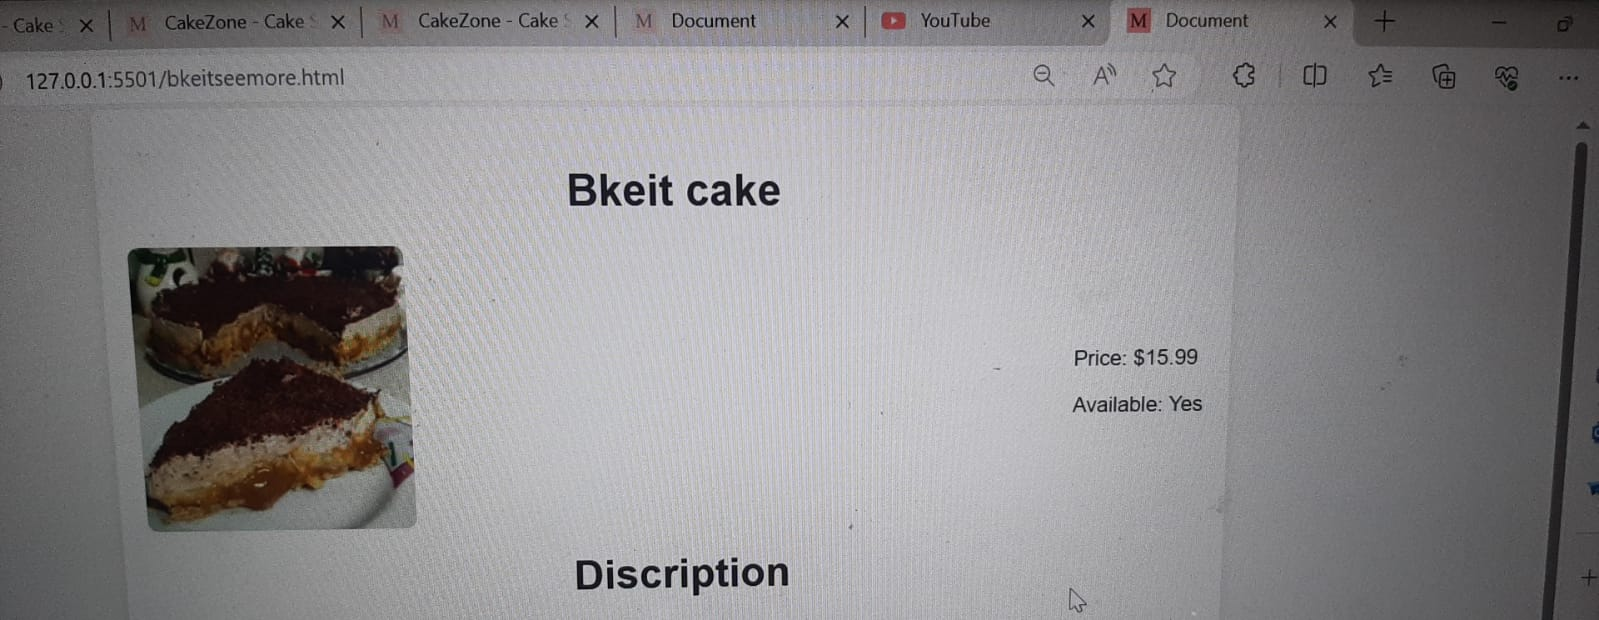 - Cake
M CakeZone - Cake
M CakeZone - Cake
M Document
YouTube
M Document
127.0.0.1:5501/bkeitseemore.html
Bkeit cake
Price: $15.99
Available: Yes
Discription